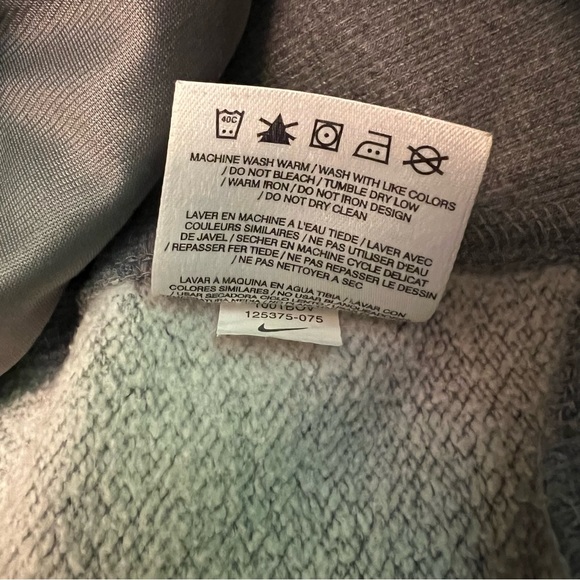 40C
MACHINE WASH WARM / WASH WITH LIKE COLORS
/ DO NOT BLEACH / TUMBLE DRY LOW
/ WARM IRON / DO NOT IRON DESIGN
/ DO NOT DRY CLEAN
LAVER EN MACHINE A L'EAU TIEDE / LAVER AVEC
COULEURS SIMILAIRES / NE PAS UTILISER D'EAU
DE JAVEL / SECHER EN MACHINE CYCLE DELICAT
/ REPASSER FER TIEDE / NE PAS REPASSER LE DESSIN
/ NE PAS NETTOYER A SEC
LAVAR A MAQUINA EN AGUA TIBIA / LAVAR CON
COLORES SIMILARES / NO USAR
/ USAR SECADORA CICLO
125375-075